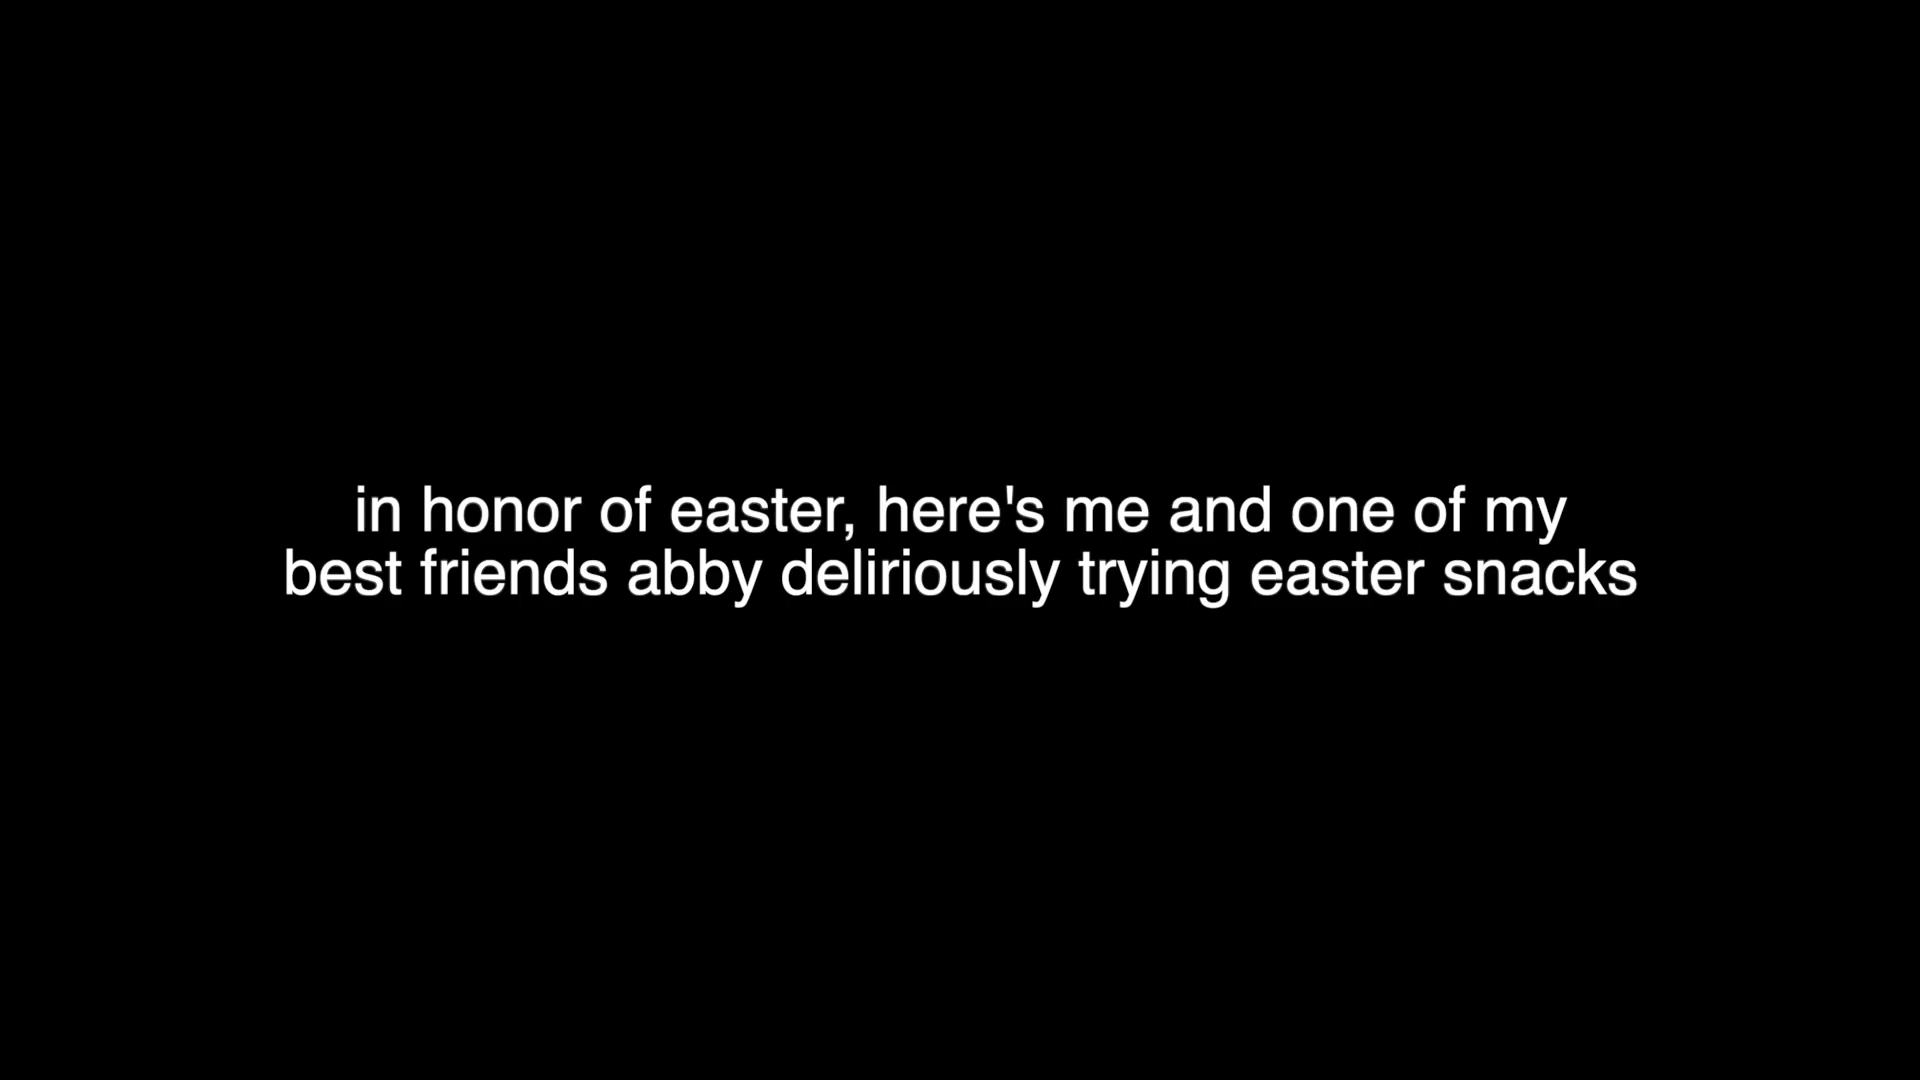 in honor of easter, here's me and one of my
best friends abby deliriously trying easter snacks